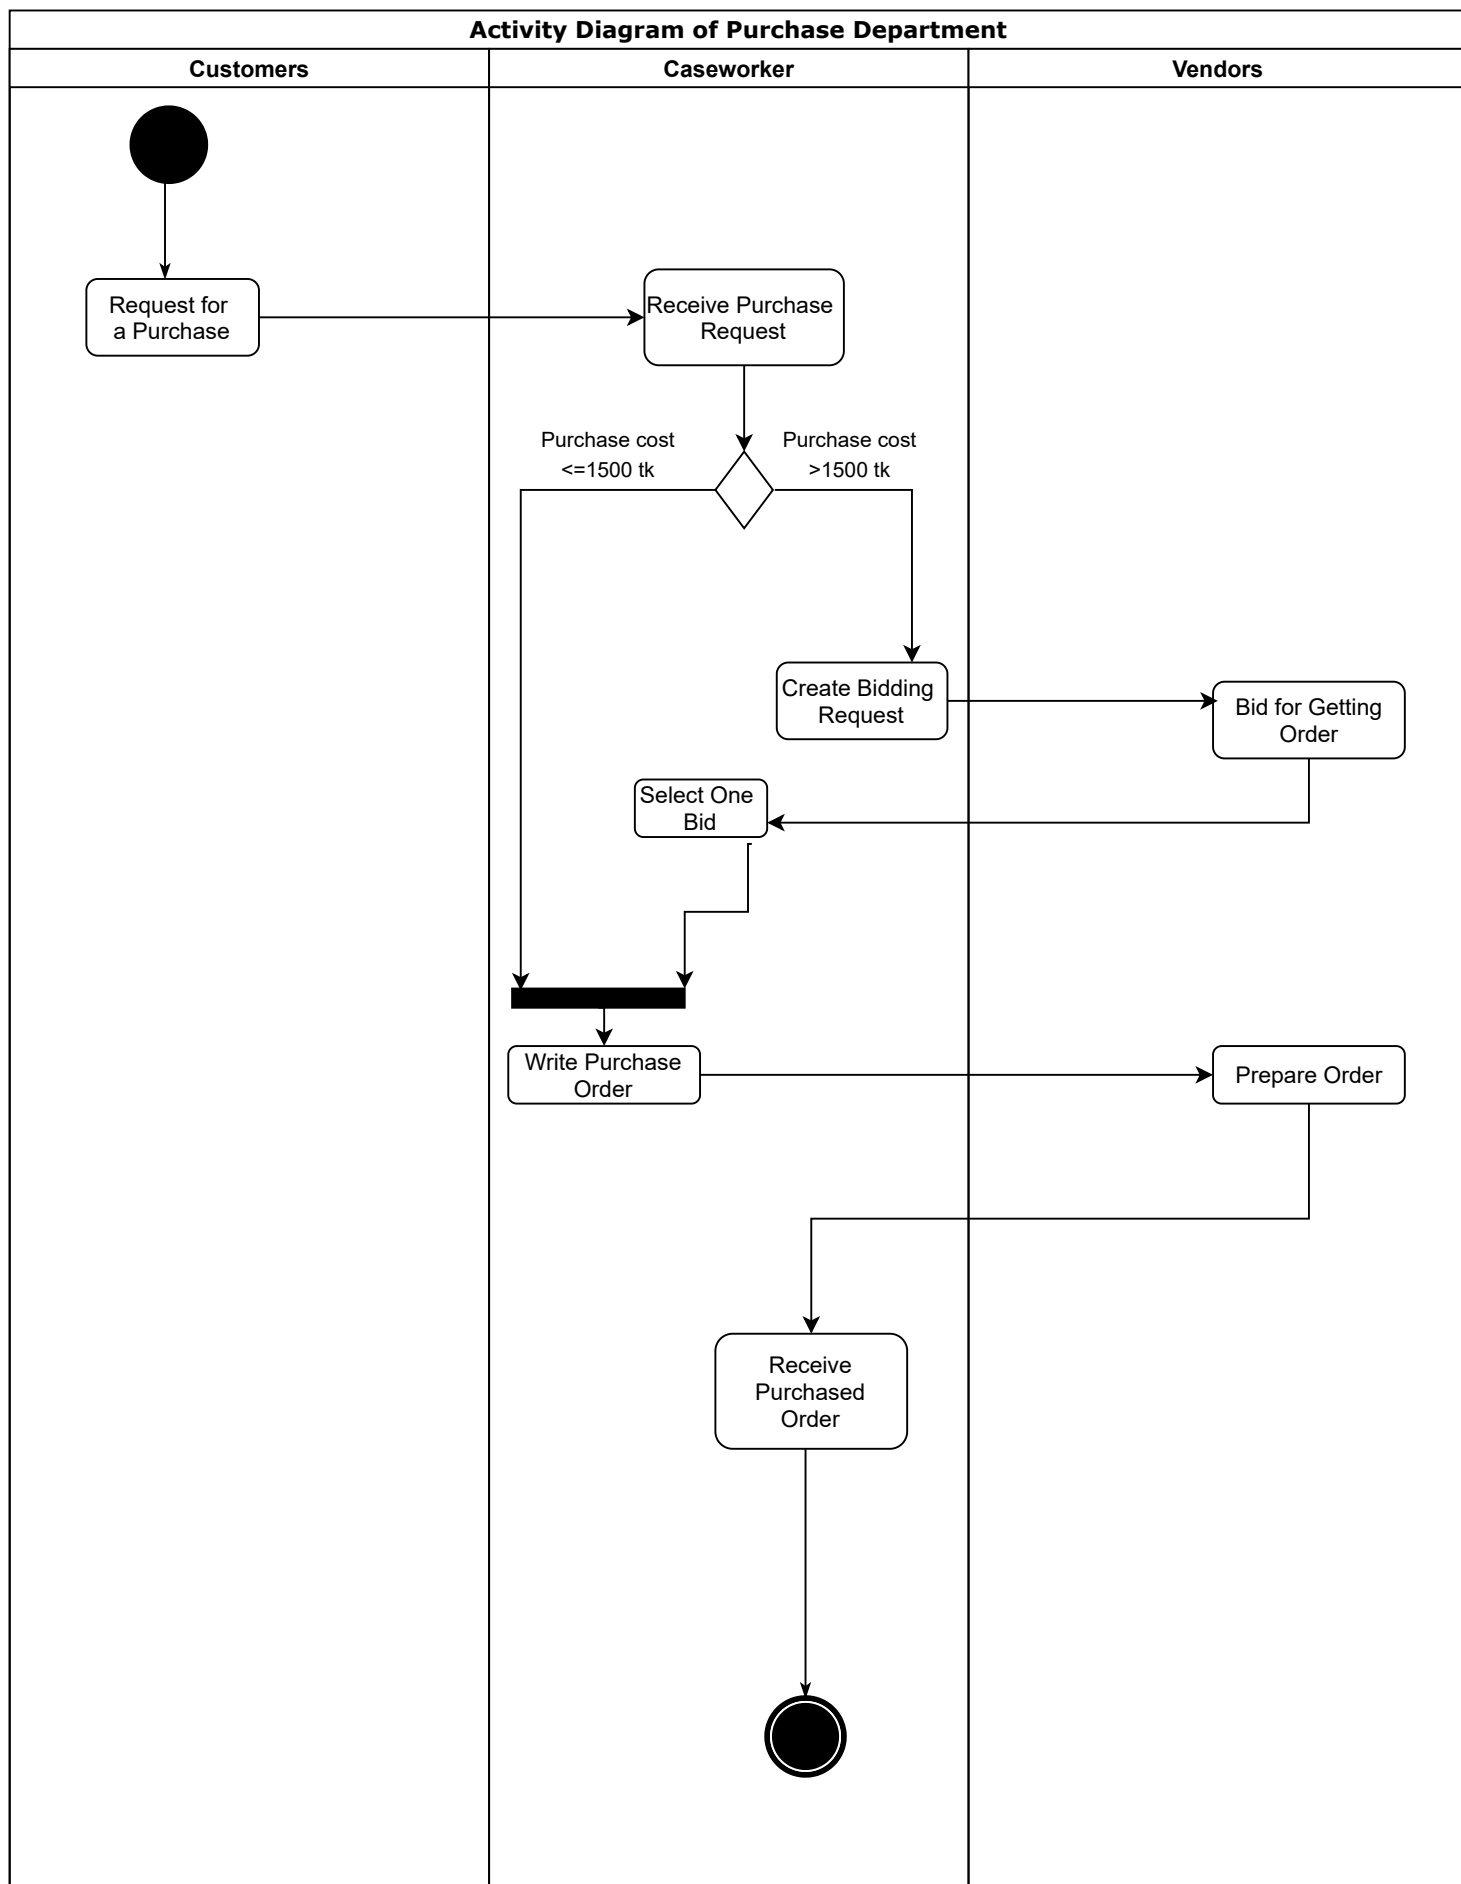 Activity Diagram of Purchase Department
Customers
Caseworker
Vendors
Request for
a Purchase
Receive Purchase
Request
Purchase cost
<=1500 tk
Purchase cost
>1500 tk
Create Bidding
Request
Bid for Getting
Order
Select One
Bid
Write Purchase
Order
Prepare Order
Receive
Purchased
Order